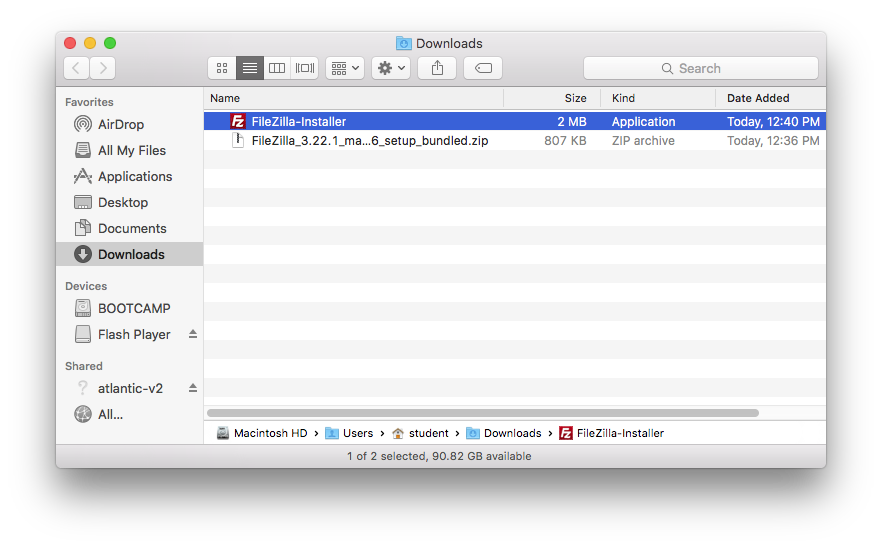 Downloads
Search
Favorites
AirDrop
All My Files
Applications
Desktop
Documents
Downloads
Devices
BOOTCAMP
Flash Player
Shared
atlantic-v2
All...
Name Size Kind Date Added
FileZilla-Installer 2 MB Application Today, 12:40 PM
FileZilla_3.22.1_ma...6_setup_bundled.zip 807 KB ZIP archive Today, 12:36 PM
Macintosh HD › Users › student › Downloads › FileZilla-Installer
1 of 2 selected, 90.82 GB available